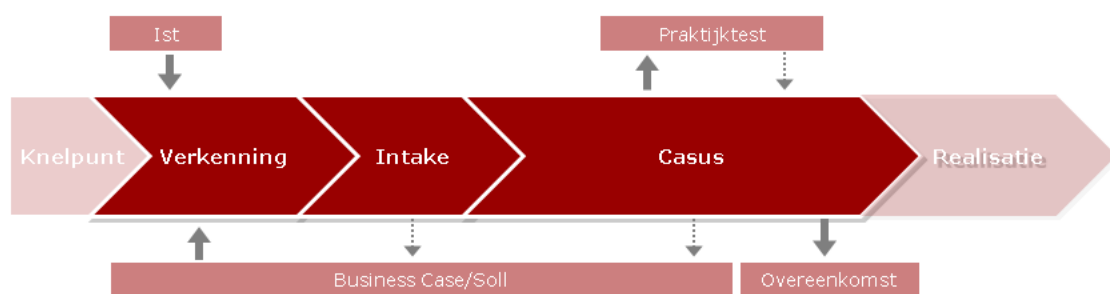 Ist
Praktijktest
Knelpunt
Verkenning
Intake
Casus
Realisatie
Business Case/Soll
Overeenkomst